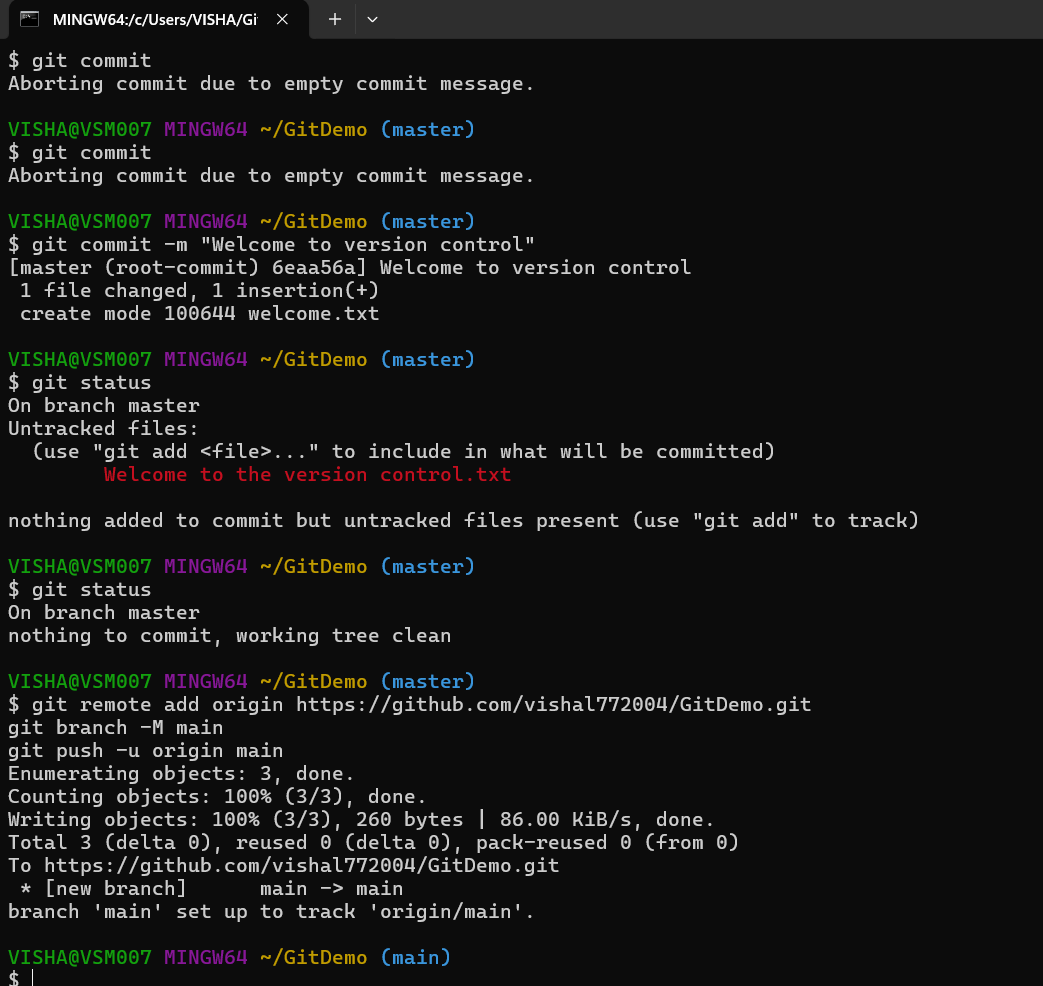 MINGW64:/c/Users/VISHA/Gi
$ git commit
Aborting commit due to empty commit message.
VISHA@VSM007 MINGW64 ~/GitDemo (master)
$ git commit
Aborting commit due to empty commit message.
VISHA@VSM007 MINGW64 ~/GitDemo (master)
$ git commit -m "Welcome to version control"
[master (root-commit) 6eaa56a] Welcome to version control
 1 file changed, 1 insertion(+)
 create mode 100644 welcome.txt
VISHA@VSM007 MINGW64 ~/GitDemo (master)
$ git status
On branch master
Untracked files:
  (use "git add <file>..." to include in what will be committed)
        Welcome to the version control.txt
nothing added to commit but untracked files present (use "git add" to track)
VISHA@VSM007 MINGW64 ~/GitDemo (master)
$ git status
On branch master
nothing to commit, working tree clean
VISHA@VSM007 MINGW64 ~/GitDemo (master)
$ git remote add origin https://github.com/vishal772004/GitDemo.git
git branch -M main
git push -u origin main
Enumerating objects: 3, done.
Counting objects: 100% (3/3), done.
Writing objects: 100% (3/3), 260 bytes | 86.00 KiB/s, done.
Total 3 (delta 0), reused 0 (delta 0), pack-reused 0 (from 0)
To https://github.com/vishal772004/GitDemo.git
 * [new branch]      main -> main
branch 'main' set up to track 'origin/main'.
VISHA@VSM007 MINGW64 ~/GitDemo (main)
$